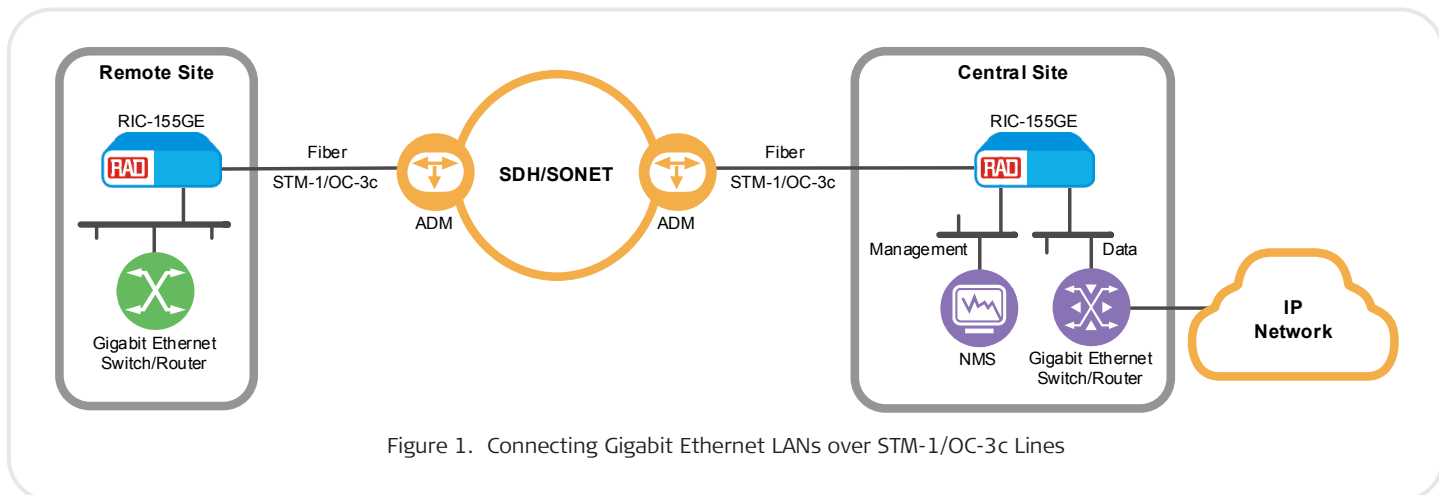 Remote Site
RIC-155GE
RAD
Gigabit Ethernet
Switch/Router
Fiber
STM-1/OC-3c
ADM
SDH/SONET
ADM
Fiber
STM-1/OC-3c
Central Site
RIC-155GE
RAD
Management
Data
NMS
Gigabit Ethernet
Switch/Router
IP
Network
Figure 1. Connecting Gigabit Ethernet LANs over STM-1/OC-3c Lines